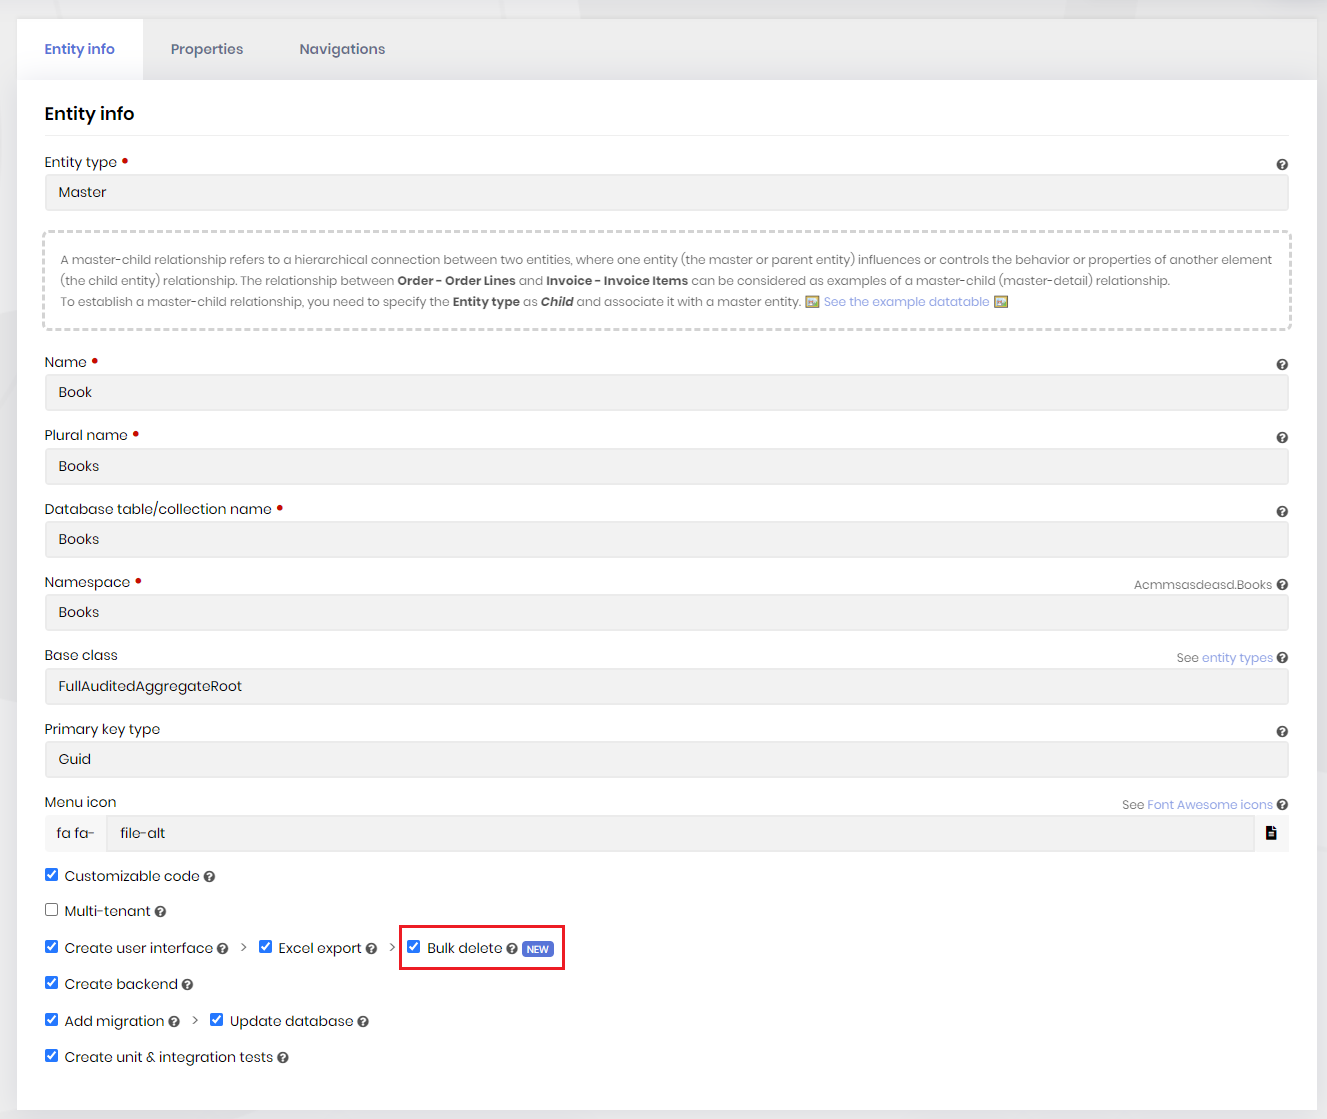 Entity info Properties Navigations
Entity info
Entity type
Master
A master-child relationship refers to a hierarchical connection between two entities, where one entity (the master or parent entity) influences or controls the behavior or properties of another element
(the child entity) relationship. The relationship between Order - Order Lines and Invoice - Invoice Items can be considered as examples of a master-child (master-detail) relationship.
To establish a master-child relationship, you need to specify the Entity type as Child and associate it with a master entity. See the example datatable
Name
Book
Plural name
Books
Database table/collection name
Books
Namespace Acmmsasdeasd.Books
Books
Base class See entity types
FullAuditedAggregateRoot
Primary key type
Guid
Menu icon See Font Awesome icons
fa fa- file-alt
Customizable code
Multi-tenant
Create user interface > Excel export > Bulk delete NEW
Create backend
Add migration > Update database
Create unit & integration tests